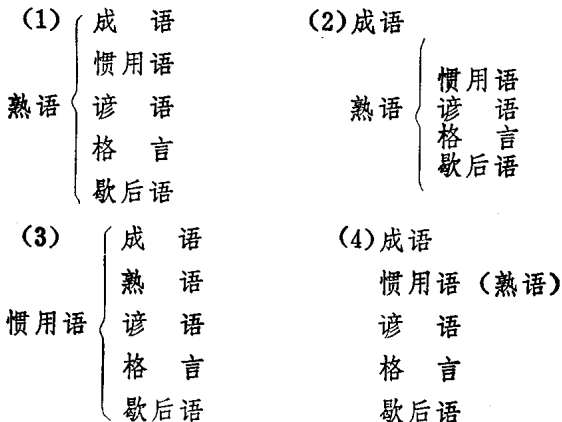 (1)
成语
惯用语
熟语
谚语
格言
歇后语
(2)成语
惯用语
熟语
谚语
格言
歇后语
(3)
成语
熟语
惯用语
谚语
格言
歇后语
(4)成语
惯用语(熟语)
谚语
格言
歇后语